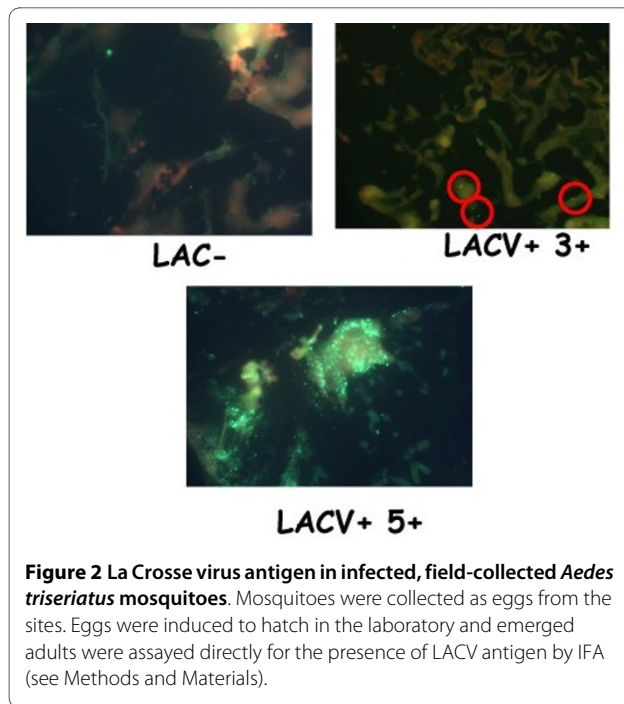 LAC-
LACV+ 3+
LACV+ 5+
Figure 2 La Crosse virus antigen in infected, field-collected Aedes
triseriatus mosquitoes. Mosquitoes were collected as eggs from the
sites. Eggs were induced to hatch in the laboratory and emerged
adults were assayed directly for the presence of LACV antigen by IFA
(see Methods and Materials).